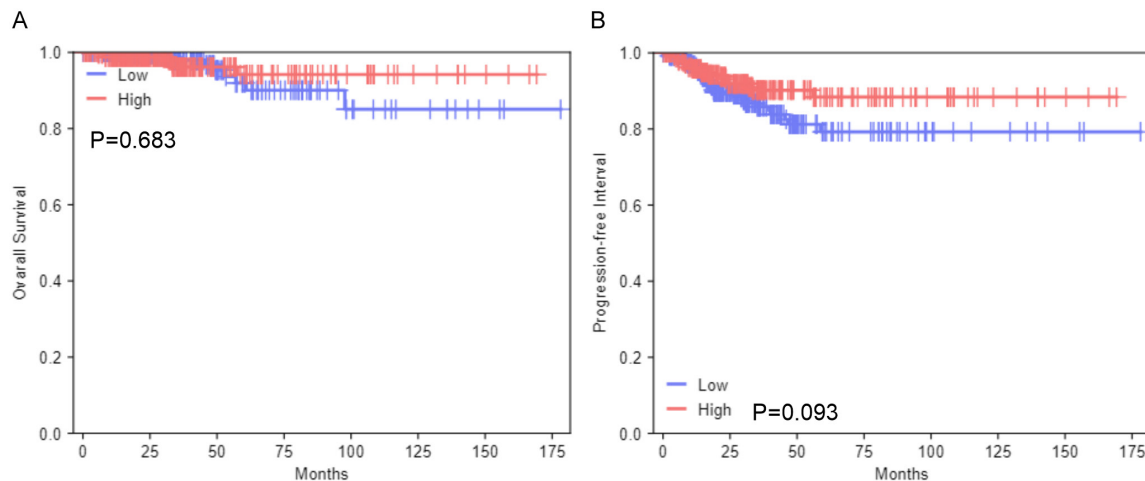 A
1.0
0.8
0.6
0.4
0.2
0.0
Ovarall Survival
Low
High
P=0.683
0 25 50 75 100 125 150 175
Months
B
1.0
0.8
0.6
0.4
0.2
0.0
Progression-free Interval
Low
High P=0.093
0 25 50 75 100 125 150 175
Months